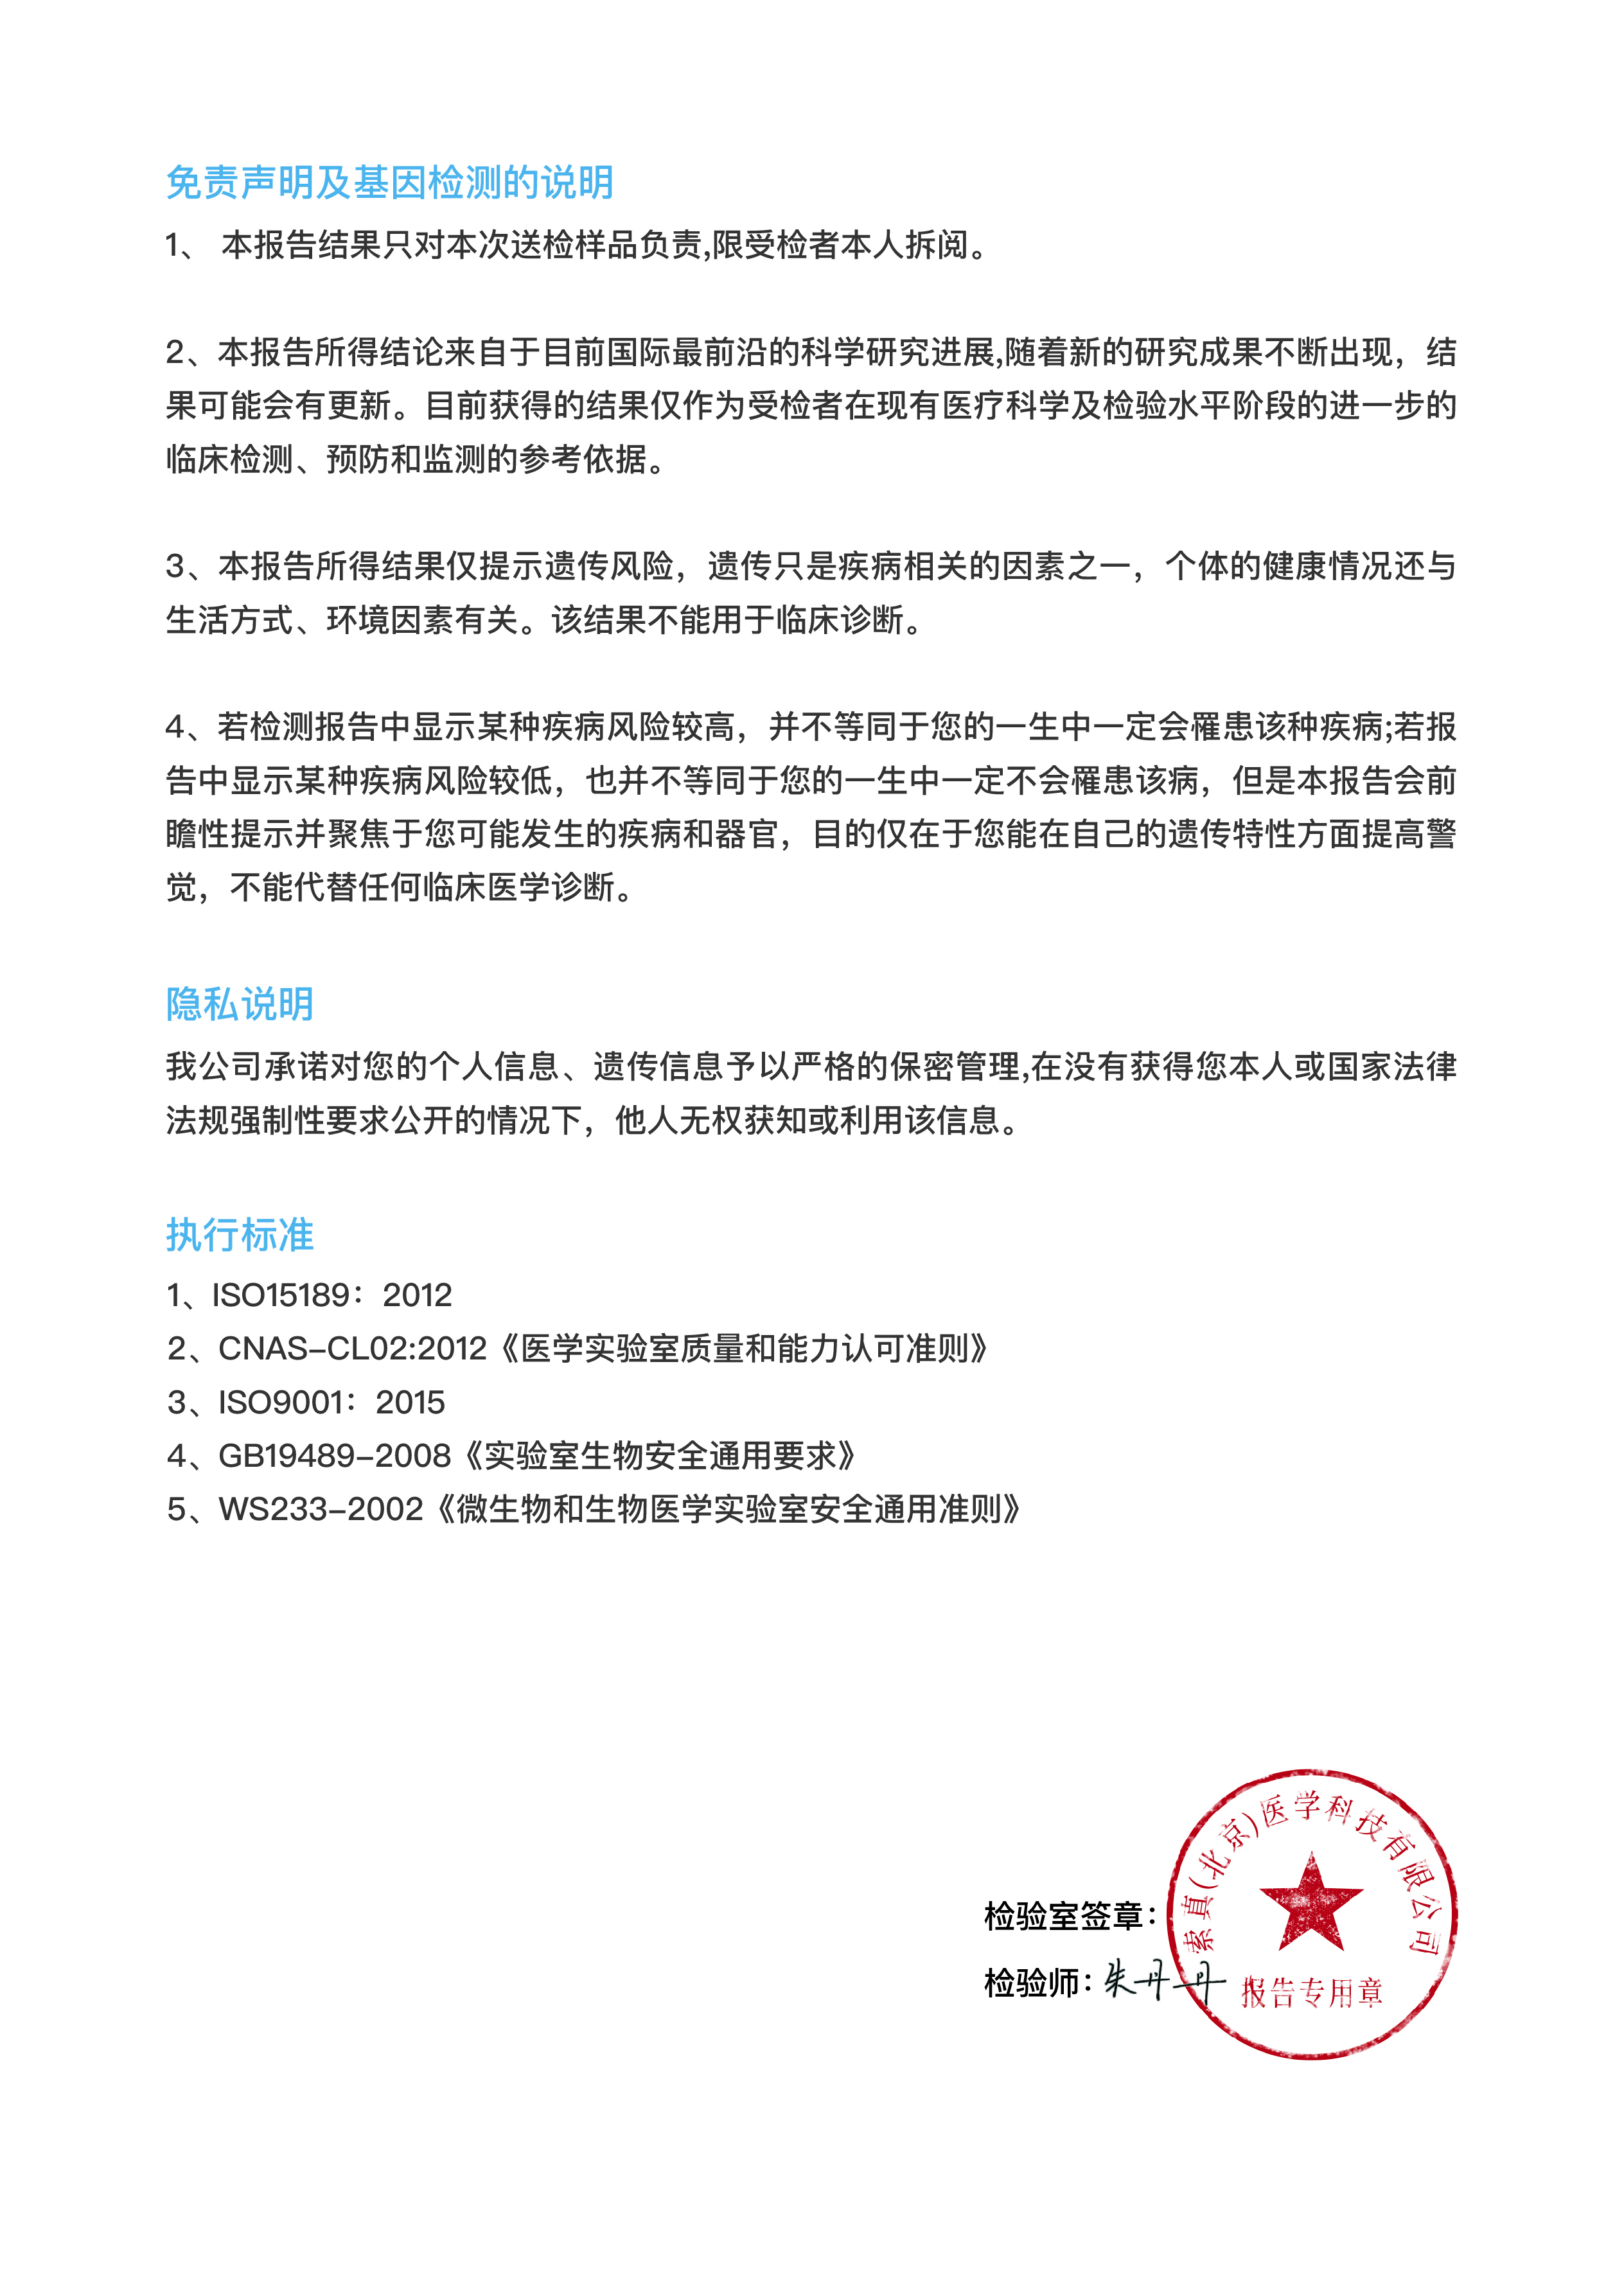 免责声明及基因检测的说明
1、 本报告结果只对本次送检样品负责,限受检者本人拆阅。
2、本报告所得结论来自于目前国际最前沿的科学研究进展,随着新的研究成果不断出现，结
果可能会有更新。目前获得的结果仅作为受检者在现有医疗科学及检验水平阶段的进一步的
临床检测、预防和监测的参考依据。
3、本报告所得结果仅提示遗传风险，遗传只是疾病相关的因素之一，个体的健康情况还与
生活方式、环境因素有关。该结果不能用于临床诊断。
4、若检测报告中显示某种疾病风险较高，并不等同于您的一生中一定会罹患该种疾病;若报
告中显示某种疾病风险较低，也并不等同于您的一生中一定不会罹患该病，但是本报告会前
瞻性提示并聚焦于您可能发生的疾病和器官，目的仅在于您能在自己的遗传特性方面提高警
觉，不能代替任何临床医学诊断。
隐私说明
我公司承诺对您的个人信息、遗传信息予以严格的保密管理,在没有获得您本人或国家法律
法规强制性要求公开的情况下，他人无权获知或利用该信息。
执行标准
1、ISO15189：2012
2、CNAS-CL02:2012《医学实验室质量和能力认可准则》
3、ISO9001：2015
4、GB19489-2008《实验室生物安全通用要求》
5、WS233-2002《微生物和生物医学实验室安全通用准则》
索真(北京)医学科技有限公司
检验室签章：
检验师：朱丹丹
报告专用章